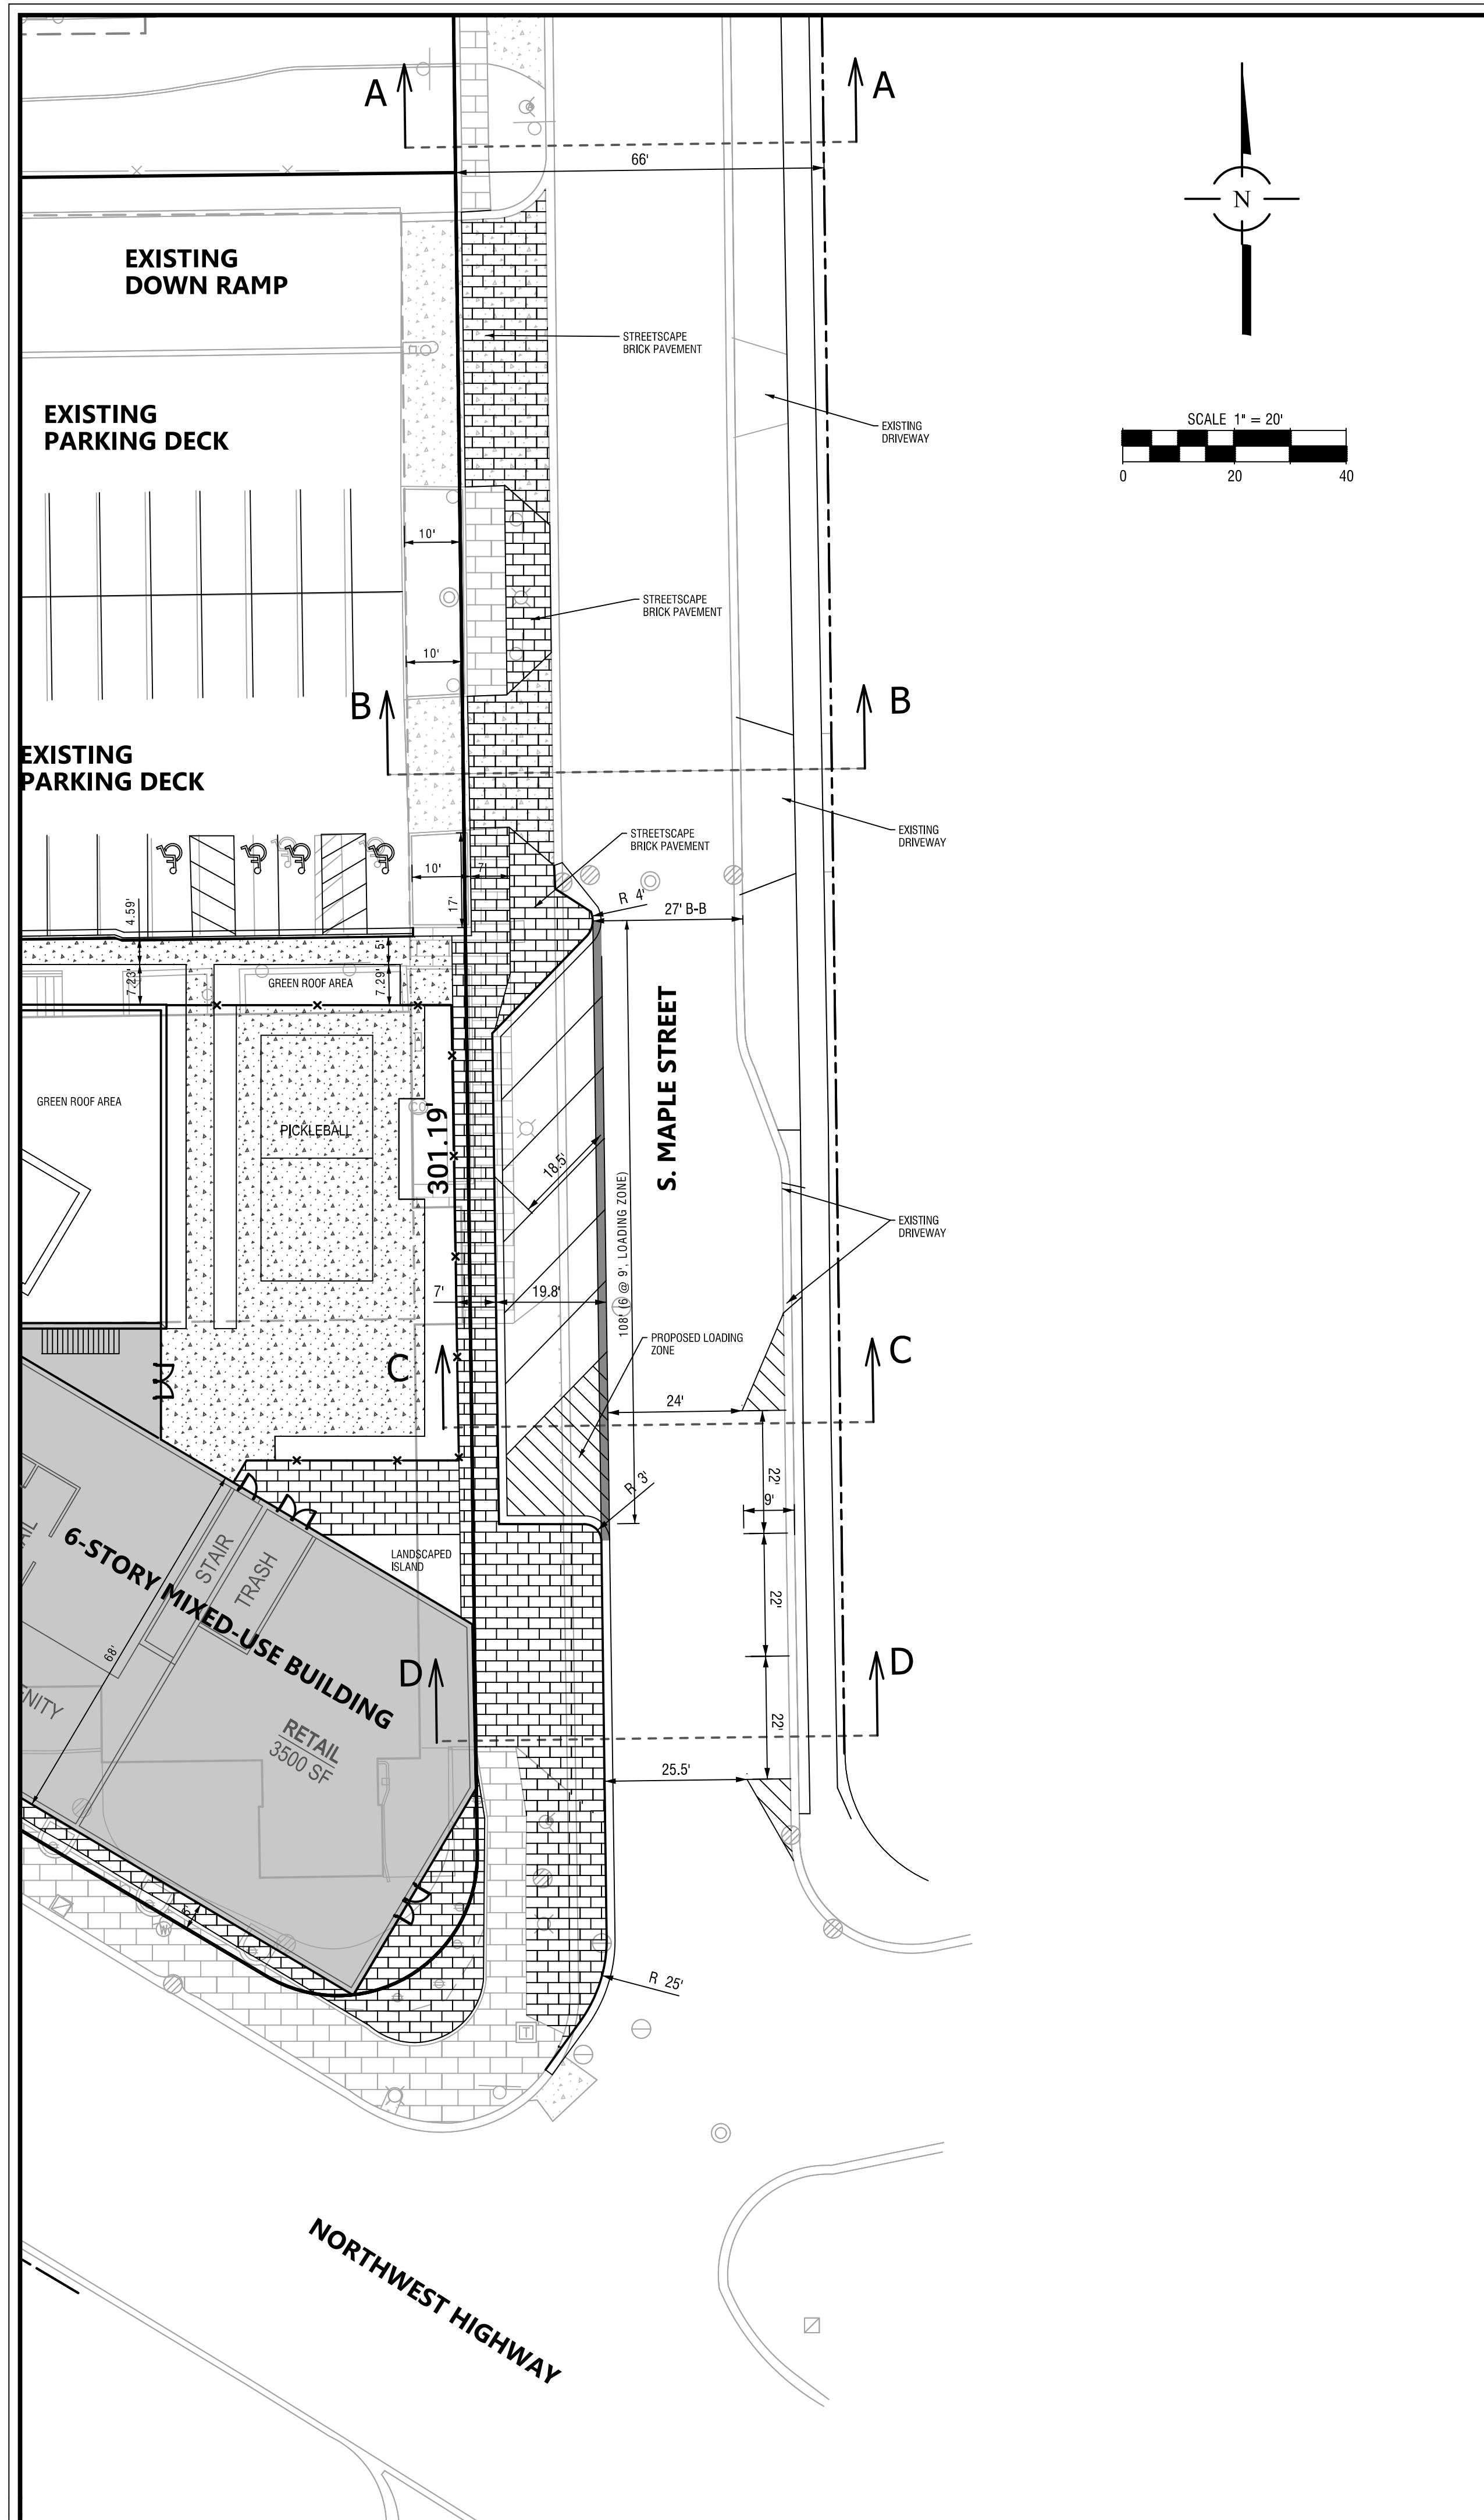 A
A
66'
N
EXISTING
DOWN RAMP
STREETSCAPE
BRICK PAVEMENT
EXISTING
PARKING DECK
EXISTING
DRIVEWAY
SCALE 1" = 20'
0 20 40
10'
STREETSCAPE
BRICK PAVEMENT
10'
B
B
EXISTING
PARKING DECK
EXISTING
DRIVEWAY
STREETSCAPE
BRICK PAVEMENT
10'
7'
17'
R 4'
27' B-B
4.59'
5'
7.23'
GREEN ROOF AREA
7.29'
S. MAPLE STREET
GREEN ROOF AREA
CO
PICKLEBALL
301.19'
18.5'
108' (6 @ 9', LOADING ZONE)
EXISTING
DRIVEWAY
7'
19.8'
PROPOSED LOADING
ZONE
C
C
24'
22'
9'
R 3'
LANDSCAPED
ISLAND
STAIR
TRASH
6-STORY MIXED-USE BUILDING
22'
68'
D
D
NITY
RETAIL
3500 SF
22'
25.5'
W
R 25'
T
NORTHWEST HIGHWAY